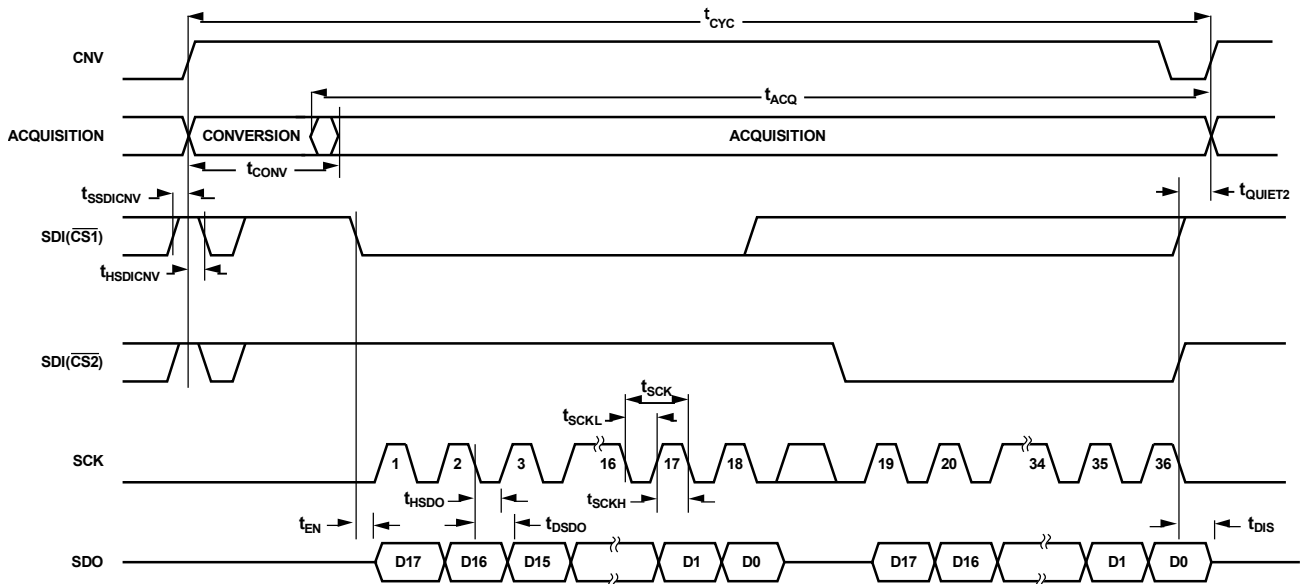 tCYC
CNV
tACQ
ACQUISITION CONVERSION ACQUISITION
tCONV
tSSDICNV
tQUIET2
SDI(CS1)
tHSDICNV
SDI(CS2)
tSCK
tSCKL
SCK 1 2 3 16 17 18 19 20 34 35 36
tHSDO
tSCKH
tEN
tDSDO
tDIS
SDO D17 D16 D15 D1 D0 D17 D16 D1 D0